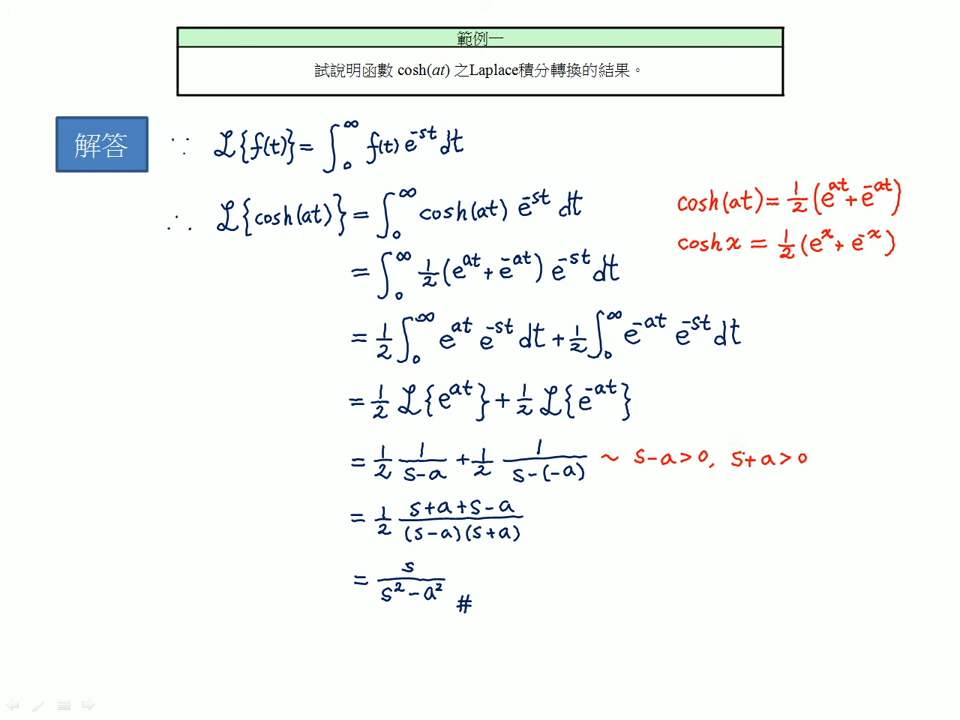 範例一
試說明函數 cosh(at) 之Laplace積分轉換的結果。
解答
∵ ℒ{f(t)} = ∫₀^∞ f(t) e^{-st} dt
∴ ℒ{cosh(at)} = ∫₀^∞ cosh(at) e^{-st} dt
cosh(at) = 1/2 (e^{at} + e^{-at})
cosh x = 1/2 (e^x + e^{-x})
= ∫₀^∞ 1/2 (e^{at} + e^{-at}) e^{-st} dt
= 1/2 ∫₀^∞ e^{at} e^{-st} dt + 1/2 ∫₀^∞ e^{-at} e^{-st} dt
= 1/2 ℒ{e^{at}} + 1/2 ℒ{e^{-at}}
= 1/2 1/(s-a) + 1/2 1/(s-(-a)) ~ s-a>0, s+a>0
= 1/2 (s+a+s-a)/((s-a)(s+a))
= s/(s²-a²) #